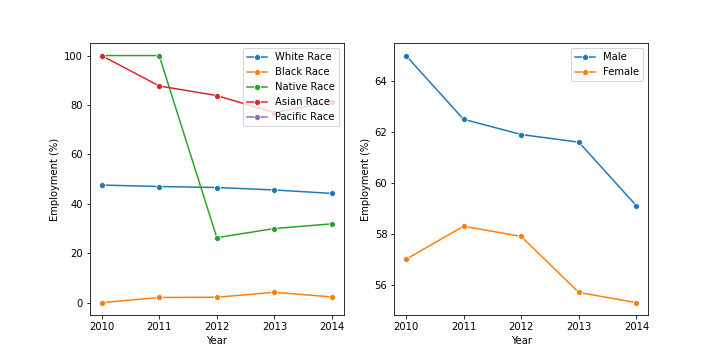 100
80
60
40
20
0
Employment (%)
2010 2011 2012 2013 2014
Year
White Race
Black Race
Native Race
Asian Race
Pacific Race
64
62
60
58
56
Employment (%)
2010 2011 2012 2013 2014
Year
Male
Female